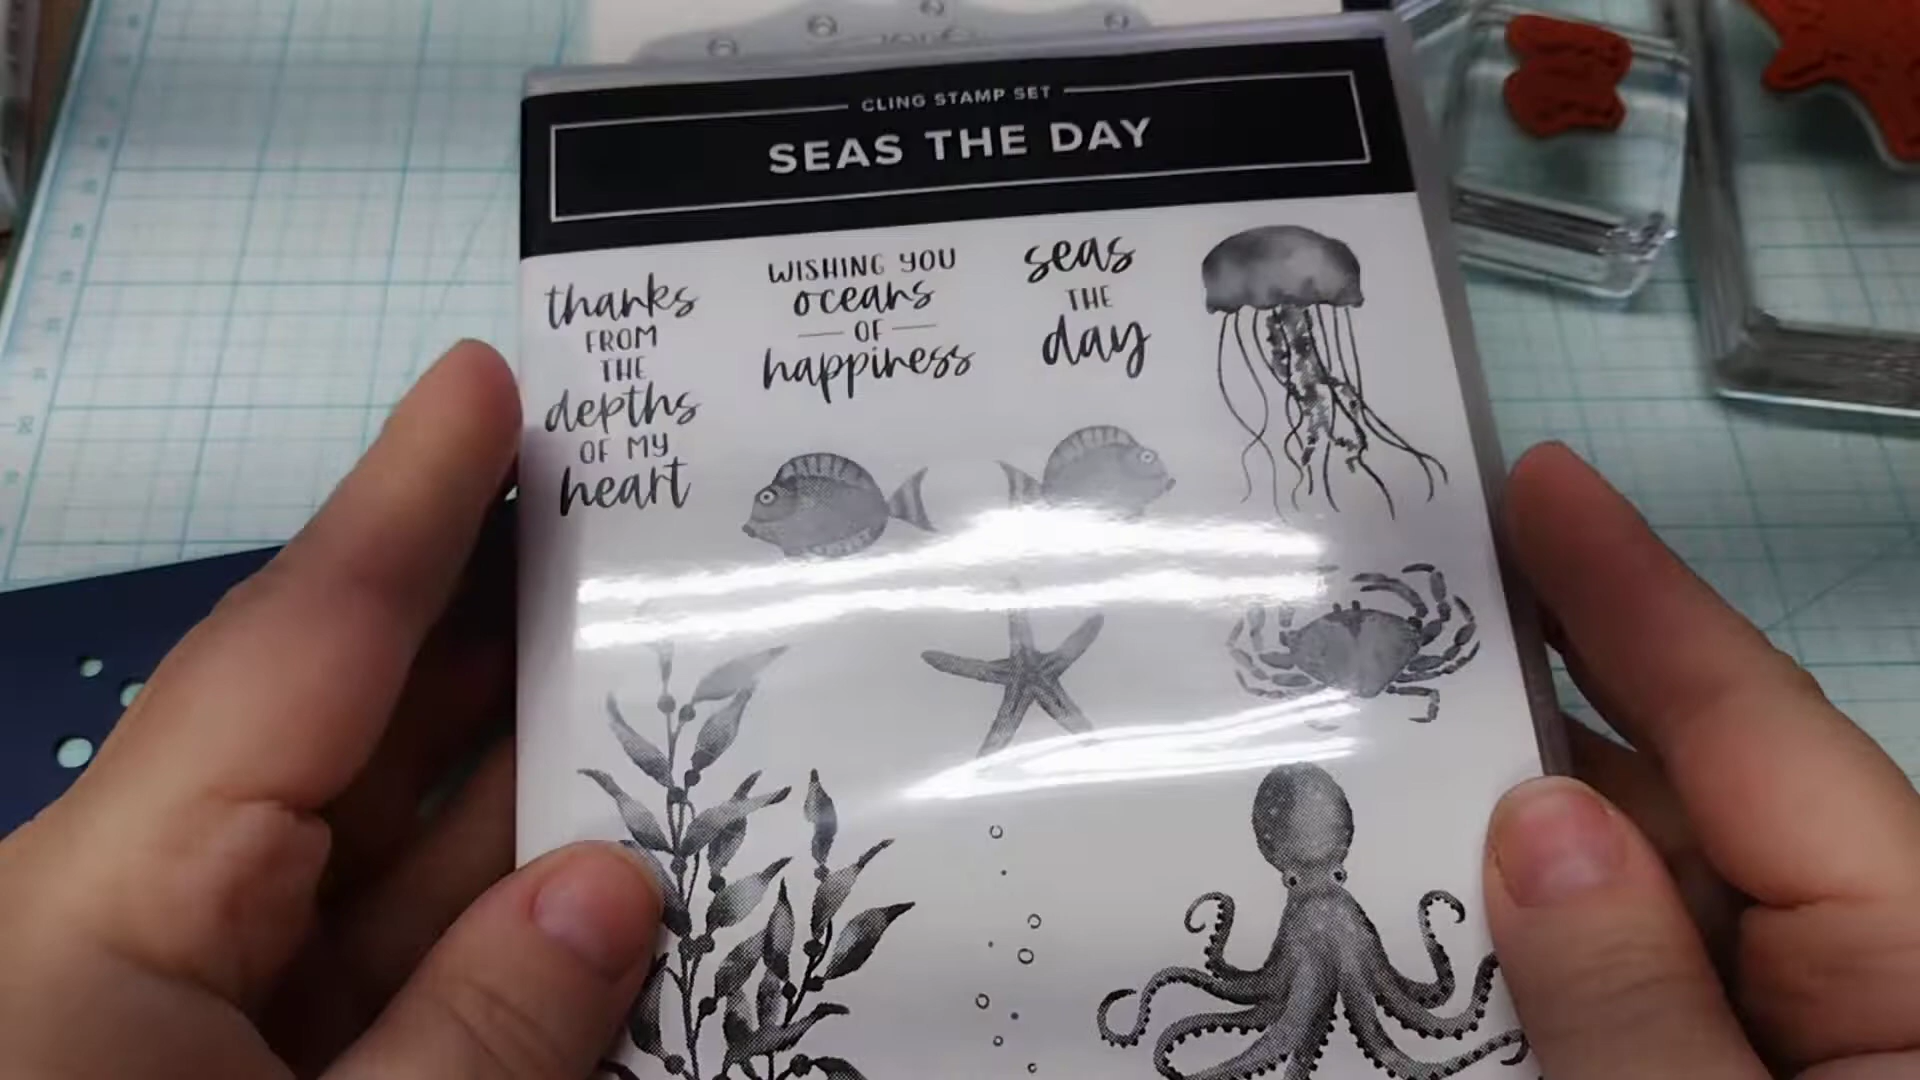 CLING STAMP SET
SEAS THE DAY
thanks
FROM
THE
depths
OF MY
heart
WISHING YOU
oceans
OF
happiness
seas
THE
day